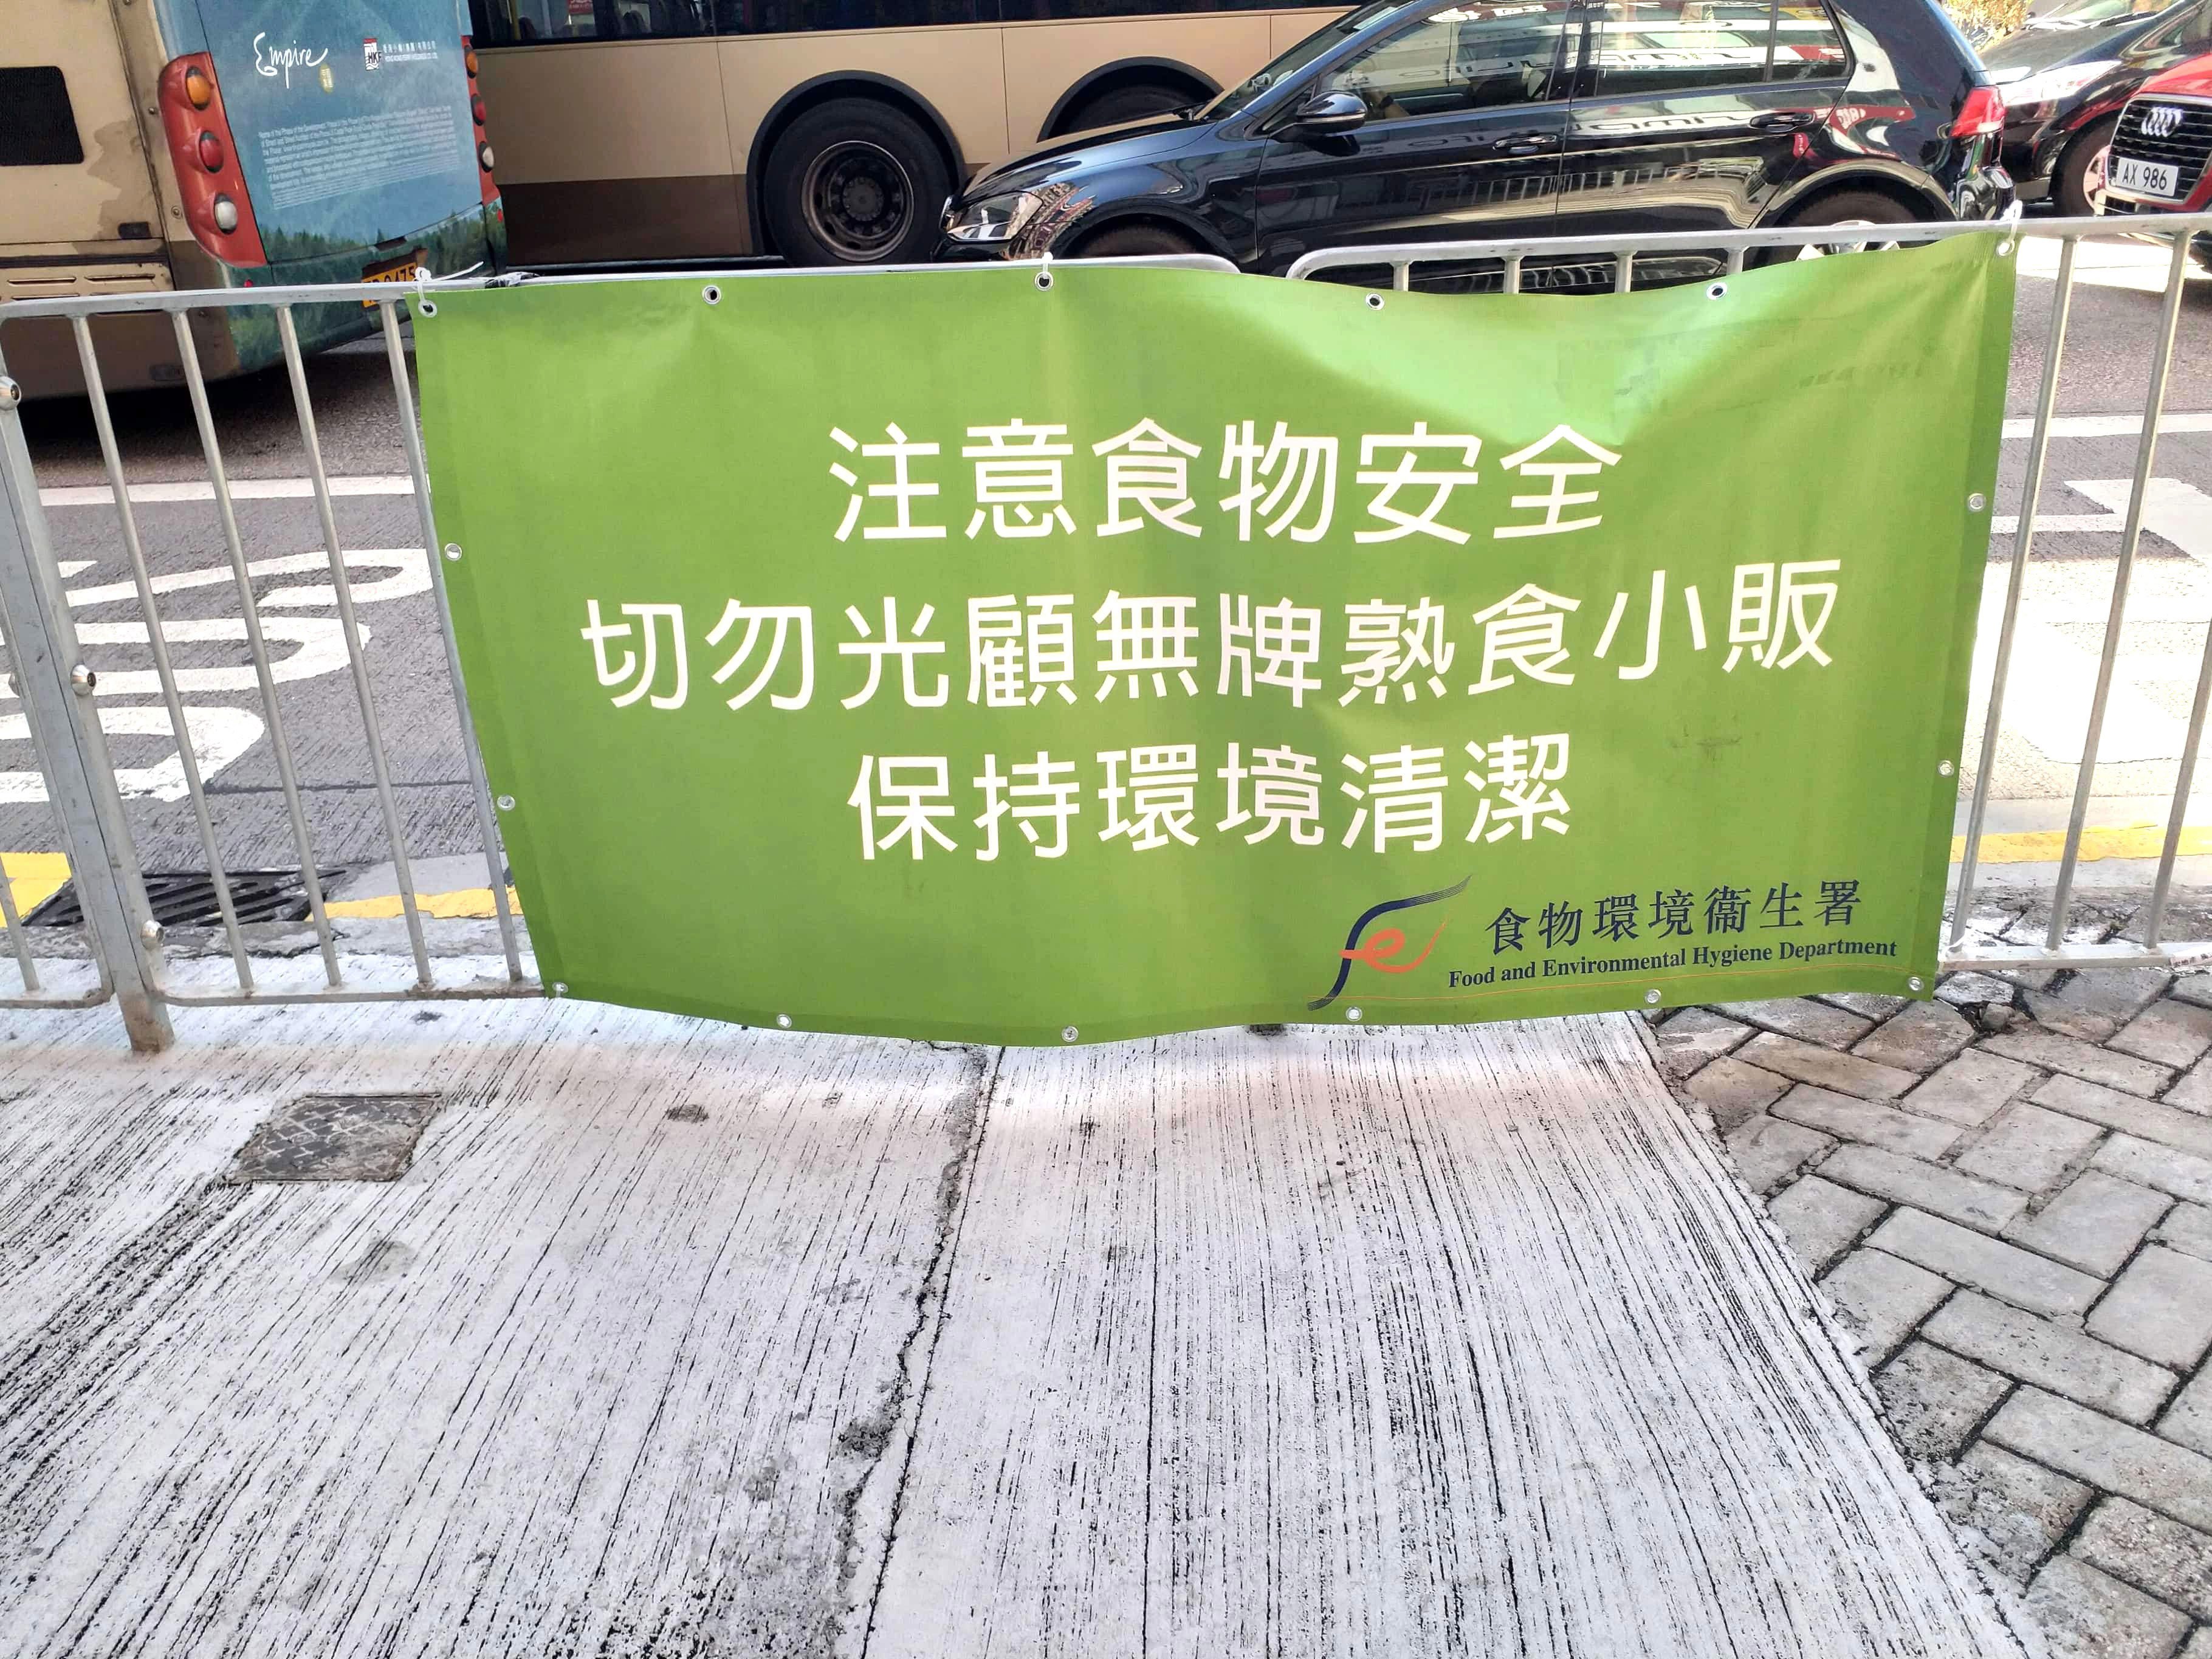 Empire
HKF
注意食物安全
切勿光顧無牌熟食小販
保持環境清潔
食物環境衞生署
Food and Environmental Hygiene Department
AX 986